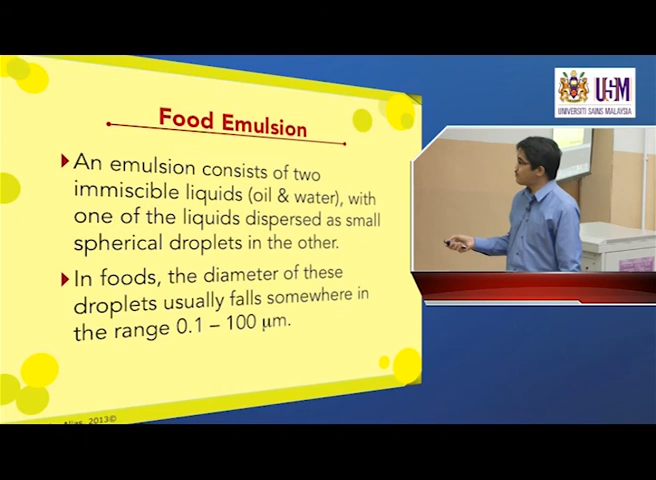 Food Emulsion
An emulsion consists of two
immiscible liquids (oil & water), with
one of the liquids dispersed as small
spherical droplets in the other.
In foods, the diameter of these
droplets usually falls somewhere in
the range 0.1 – 100 μm.
Alias, 2013©
USM
UNIVERSITI SAINS MALAYSIA